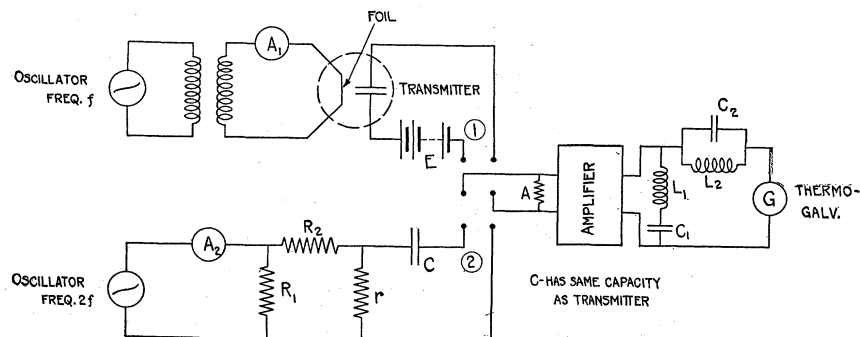 FOIL
A1
OSCILLATOR
FREQ. f
TRANSMITTER
E
①
A
AMPLIFIER
C2
L2
L1
C1
G
THERMO-
GALV.
A2
R2
R1
r
C
②
OSCILLATOR
FREQ. 2f
C-HAS SAME CAPACITY
AS TRANSMITTER